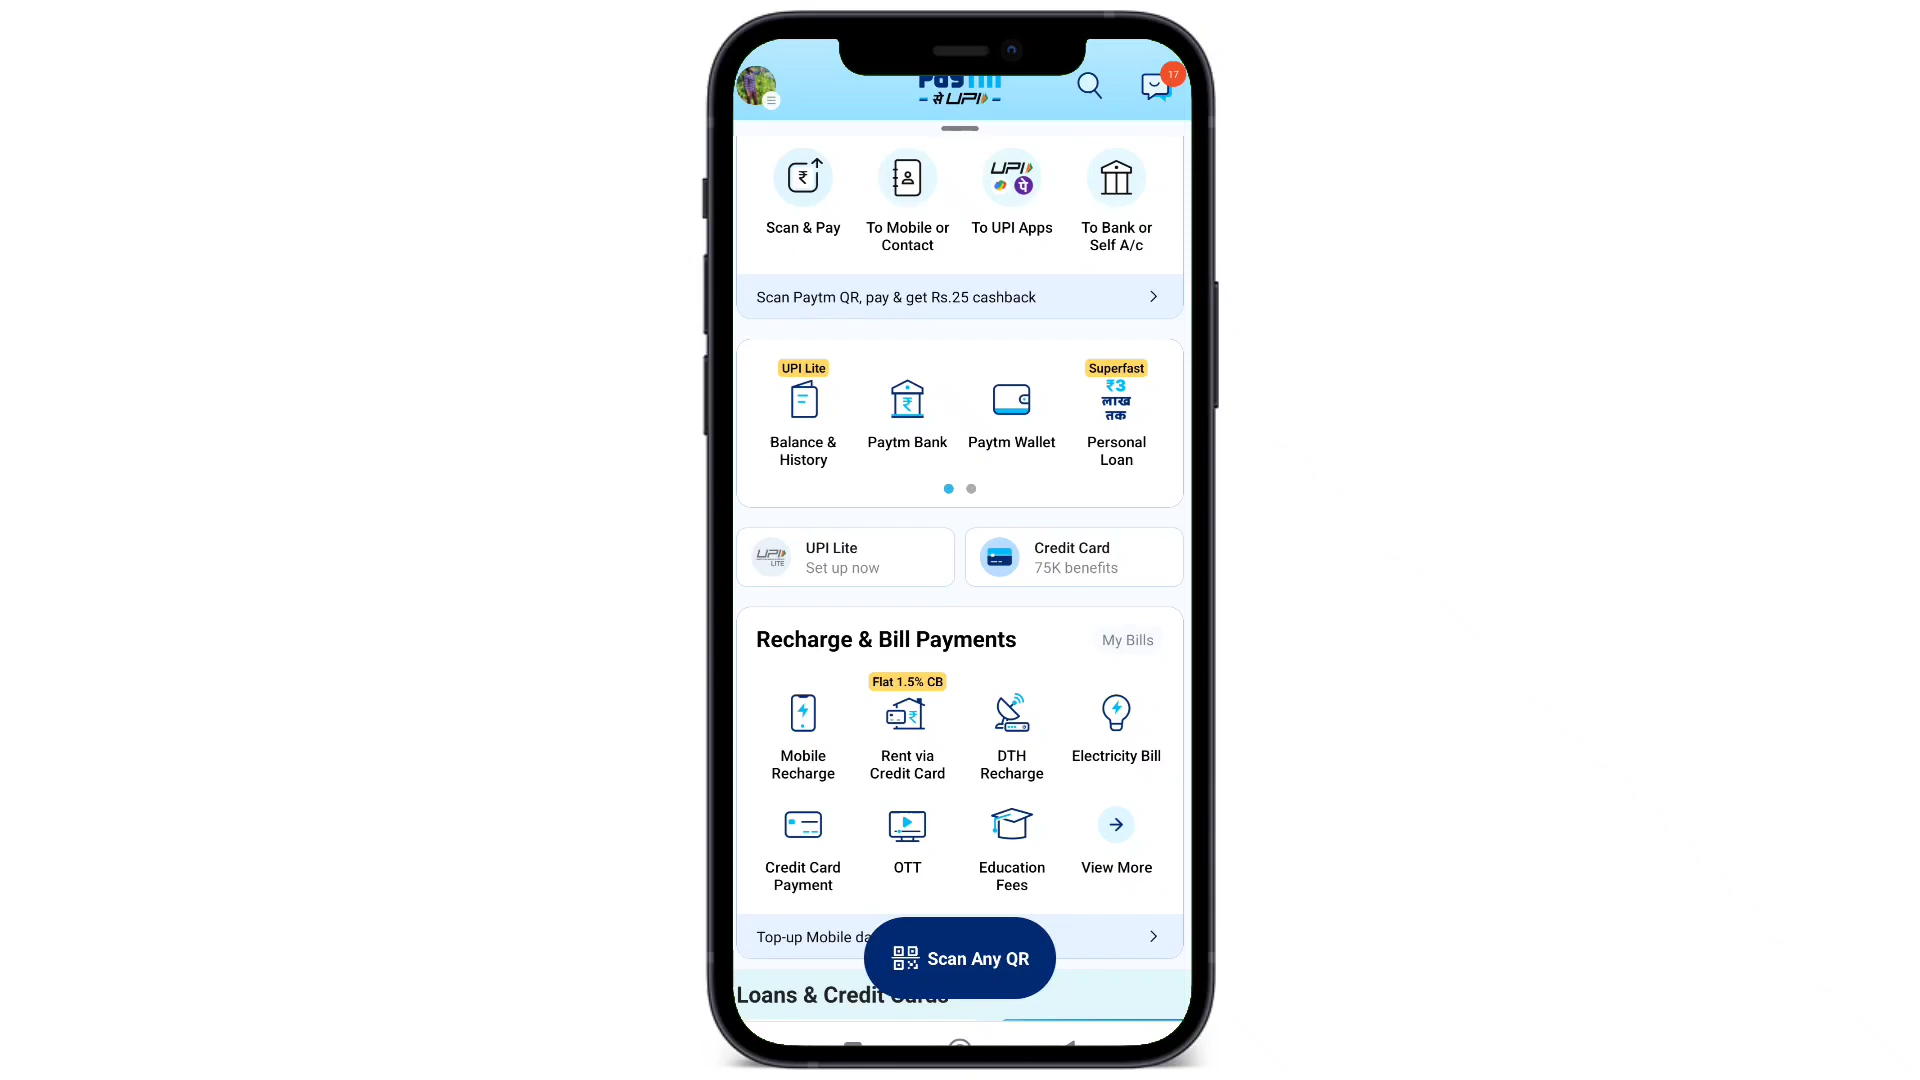 Paytm
से UPI
17
UPI
पे
Scan & Pay
To Mobile or
Contact
To UPI Apps
To Bank or
Self A/c
Scan Paytm QR, pay & get Rs.25 cashback
UPI Lite
Superfast
₹3
लाख
तक
Balance &
History
Paytm Bank
Paytm Wallet
Personal
Loan
UPI
LITE
UPI Lite
Set up now
Credit Card
75K benefits
Recharge & Bill Payments
My Bills
Flat 1.5% CB
Mobile
Recharge
Rent via
Credit Card
DTH
Recharge
Electricity Bill
Credit Card
Payment
OTT
Education
Fees
View More
Top-up Mobile da
Scan Any QR
Loans & Credit Cards